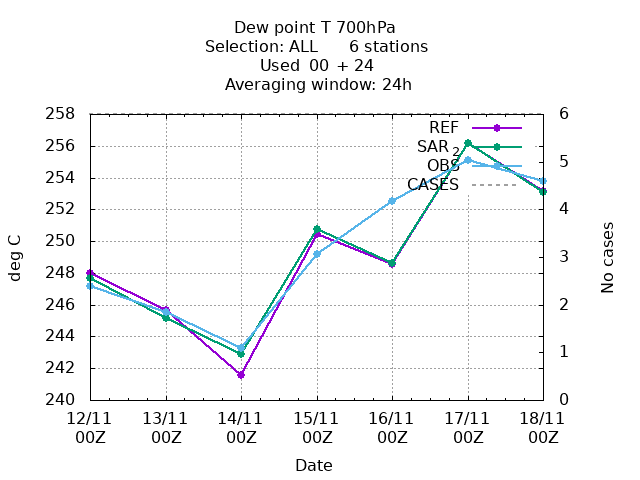 Dew point T 700hPa
Selection: ALL 6 stations
Used 00 + 24
Averaging window: 24h
258
256
254
252
250
248
246
244
242
240
deg C
6
5
4
3
2
1
0
No cases
REF
SAR 2
OBS
CASES
12/11 13/11 14/11 15/11 16/11 17/11 18/11
00Z 00Z 00Z 00Z 00Z 00Z 00Z
Date